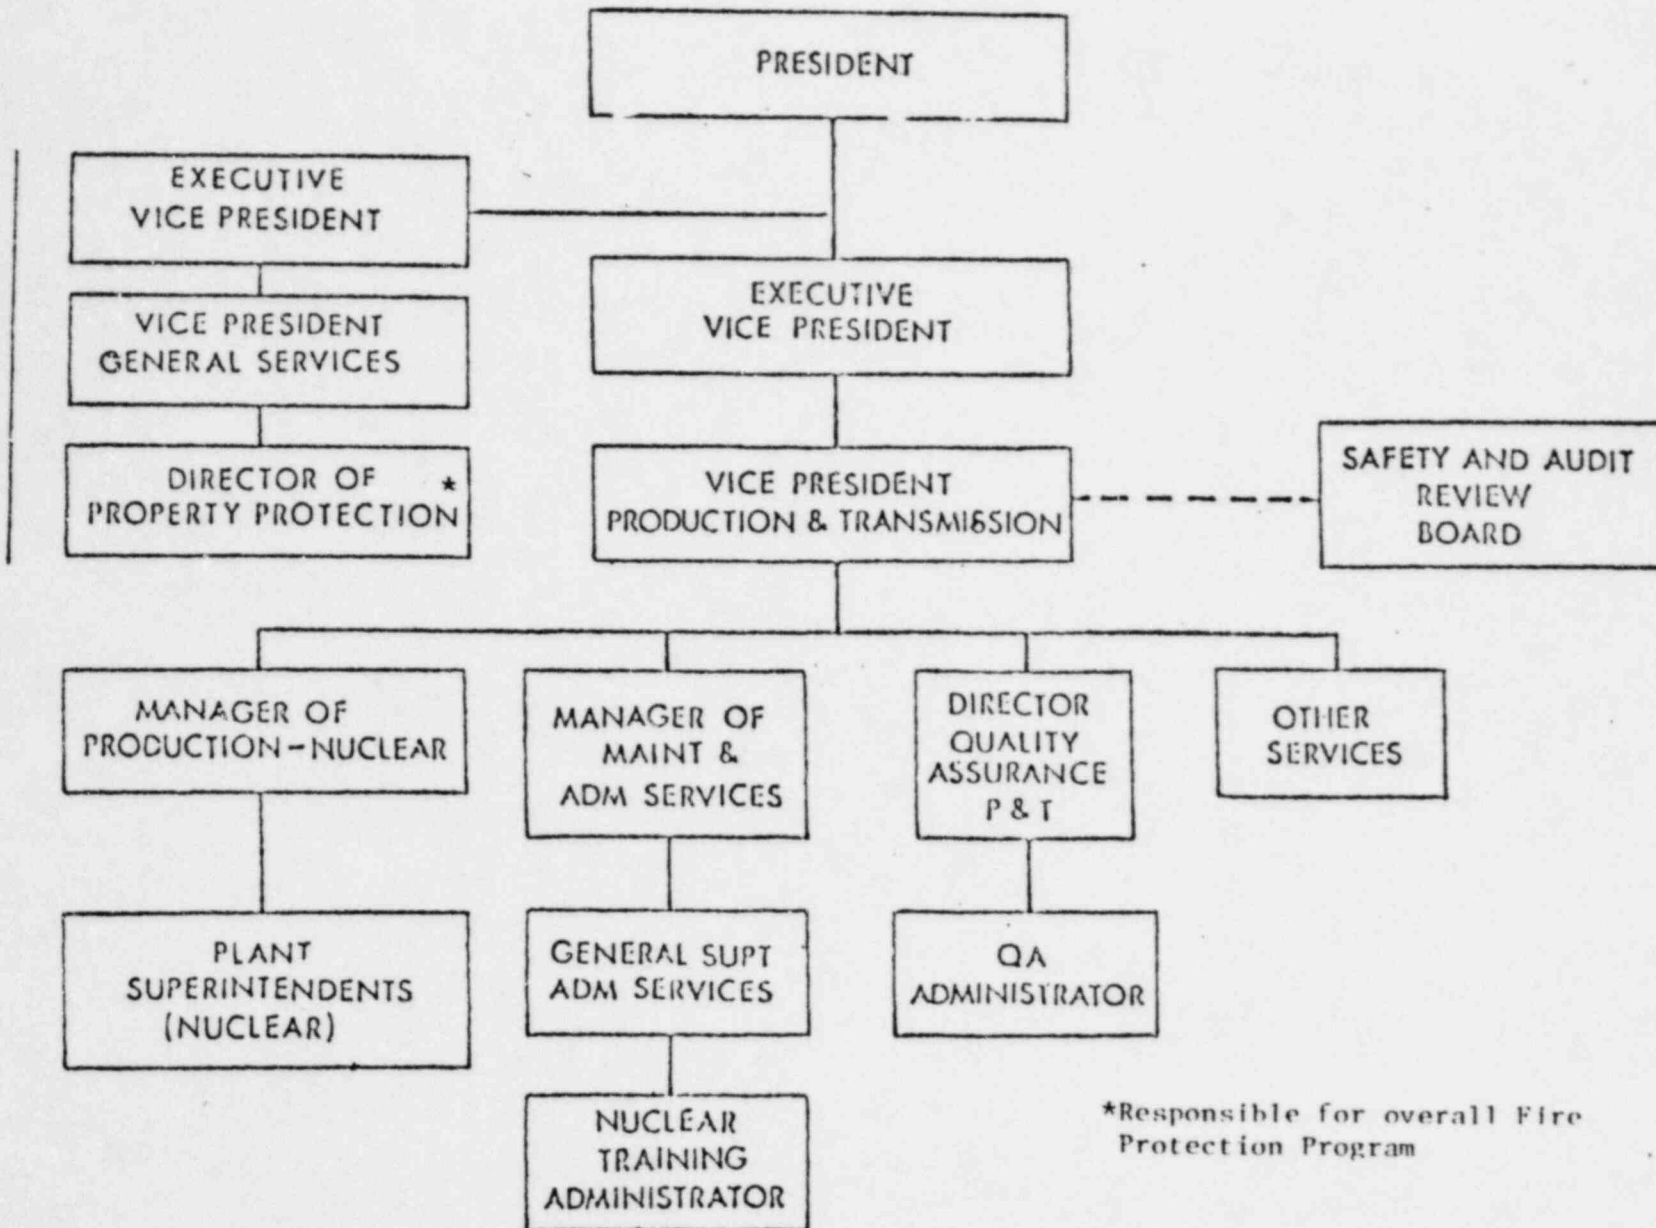 PRESIDENT
EXECUTIVE
VICE PRESIDENT
VICE PRESIDENT
GENERAL SERVICES
DIRECTOR OF *
PROPERTY PROTECTION
EXECUTIVE
VICE PRESIDENT
VICE PRESIDENT
PRODUCTION & TRANSMISSION
SAFETY AND AUDIT
REVIEW
BOARD
MANAGER OF
PRODUCTION-NUCLEAR
MANAGER OF
MAINT &
ADM SERVICES
DIRECTOR
QUALITY
ASSURANCE
P & T
OTHER
SERVICES
PLANT
SUPERINTENDENTS
(NUCLEAR)
GENERAL SUPT
ADM SERVICES
QA
ADMINISTRATOR
NUCLEAR
TRAINING
ADMINISTRATOR
*Responsible for overall Fire
Protection Program